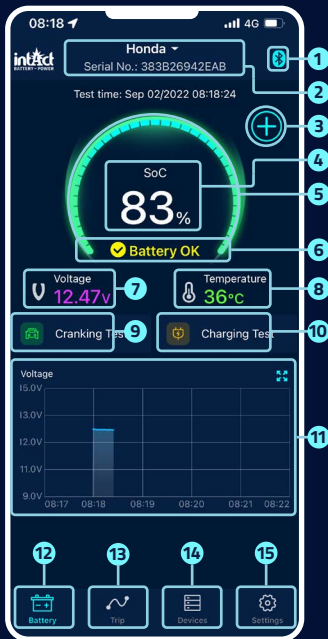 08:18 4G
intAct
BATTERY-POWER
Honda
Serial No.: 383B26942EAB
Test time: Sep 02/2022 08:18:24
1
2
3
4
5
6
SoC
83%
Battery OK
Voltage
12.47V
7
Temperature
36°C
8
Cranking Test
9
Charging Test
10
Voltage
15.0V
13.0V
12.0V
11.0V
9.0V
08:17 08:18 08:19 08:20 08:21 08:22
11
12 13 14 15
Battery Trip Devices Settings